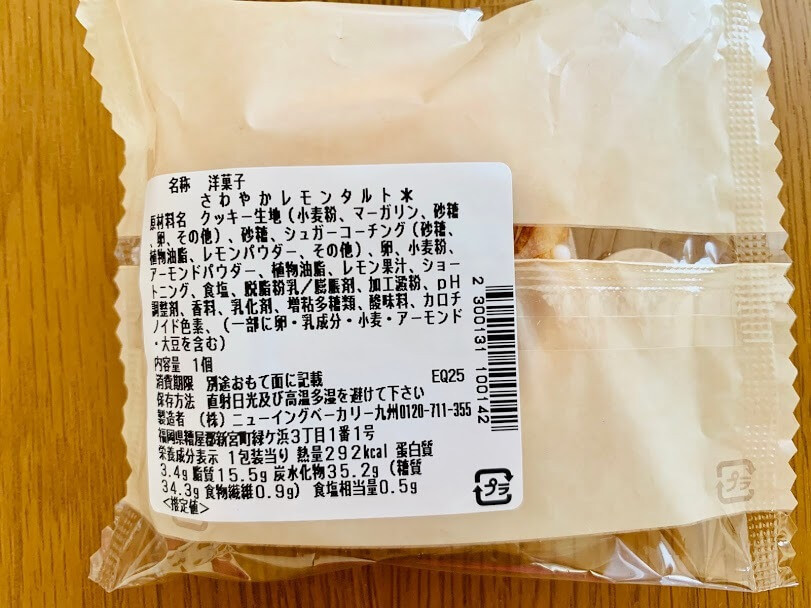 名称 洋菓子
さわやかレモンタルト*
原材料名 クッキー生地(小麦粉、マーガリン、砂糖
、卵、その他)、砂糖、シュガーコーチング(砂糖、
植物油脂、レモンパウダー、その他)、卵、小麦粉、
アーモンドパウダー、植物油脂、レモン果汁、ショー
トニング、食塩、脱脂粉乳/膨脹剤、加工澱粉、pH
調整剤、香料、乳化剤、増粘多糖類、酸味料、カロチ
ノイド色素、(一部に卵・乳成分・小麦・アーモンド
・大豆を含む)
内容量 1個
消費期限 別途おもて面に記載 EQ25
保存方法 直射日光及び高温多湿を避けて下さい
製造者 (株)ニューイングベーカリー九州0120-711-355
福岡県糟屋郡新宮町緑ケ浜3丁目1番1号
栄養成分表示 1包装当り 熱量292kcal 蛋白質
3.4g 脂質15.5g 炭水化物35.2g(糖質
34.3g 食物繊維0.9g) 食塩相当量0.5g
<推定値>
2 300131 100142
プラ
プラ